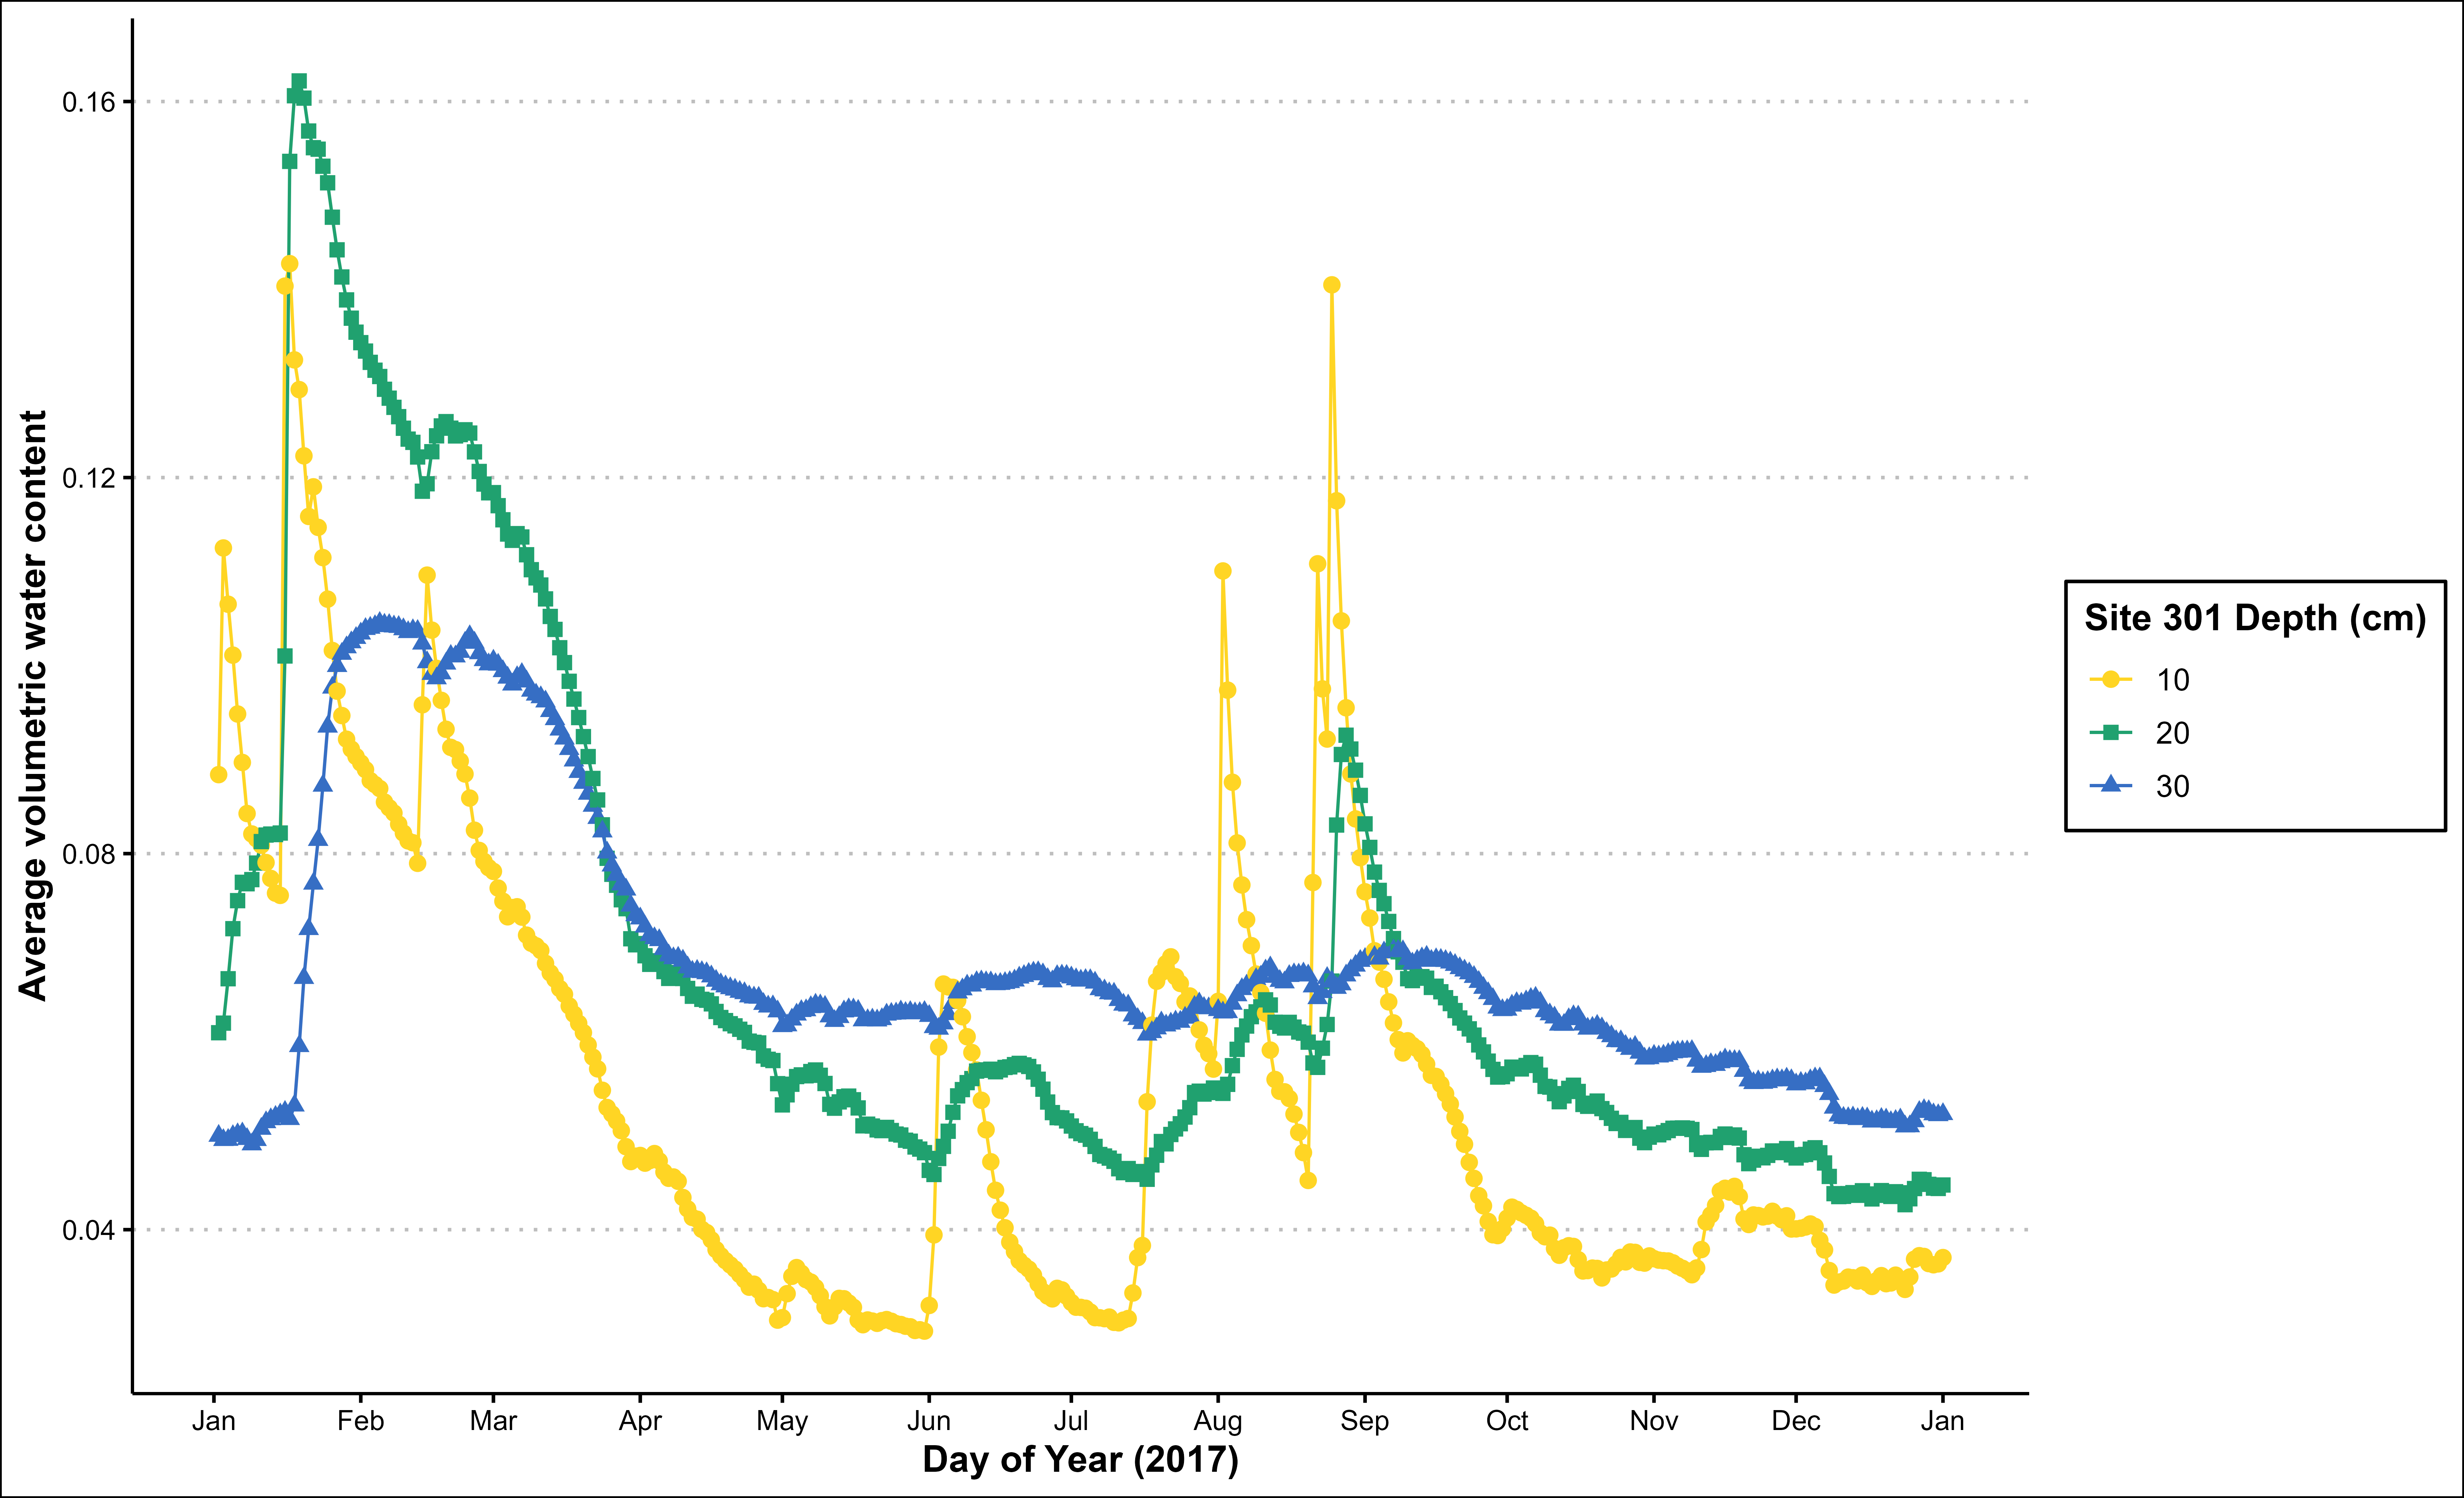 Average volumetric water content
0.16
0.12
0.08
0.04
Jan Feb Mar Apr May Jun Jul Aug Sep Oct Nov Dec Jan
Day of Year (2017)
Site 301 Depth (cm)
10
20
30